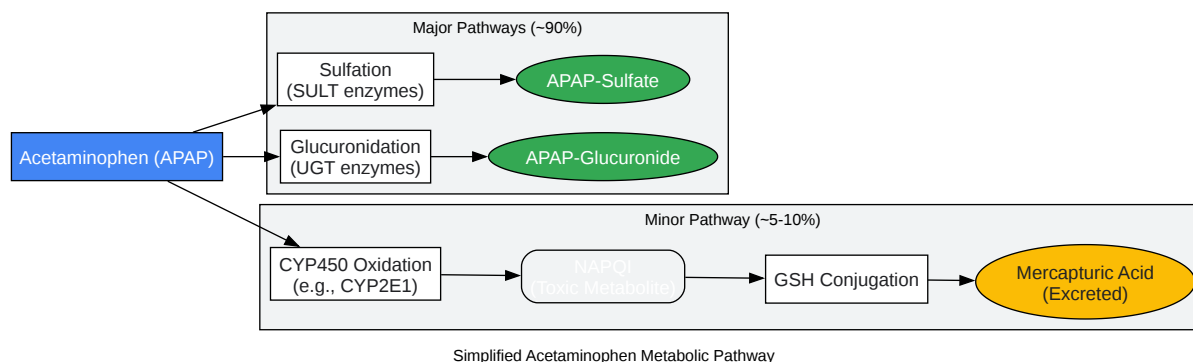 Major Pathways (~90%)
Sulfation
(SULT enzymes)
APAP-Sulfate
Acetaminophen (APAP)
Glucuronidation
(UGT enzymes)
APAP-Glucuronide
Minor Pathway (~5-10%)
CYP450 Oxidation
(e.g., CYP2E1)
NAPQI
(Toxic Metabolite)
GSH Conjugation
Mercapturic Acid
(Excreted)
Simplified Acetaminophen Metabolic Pathway